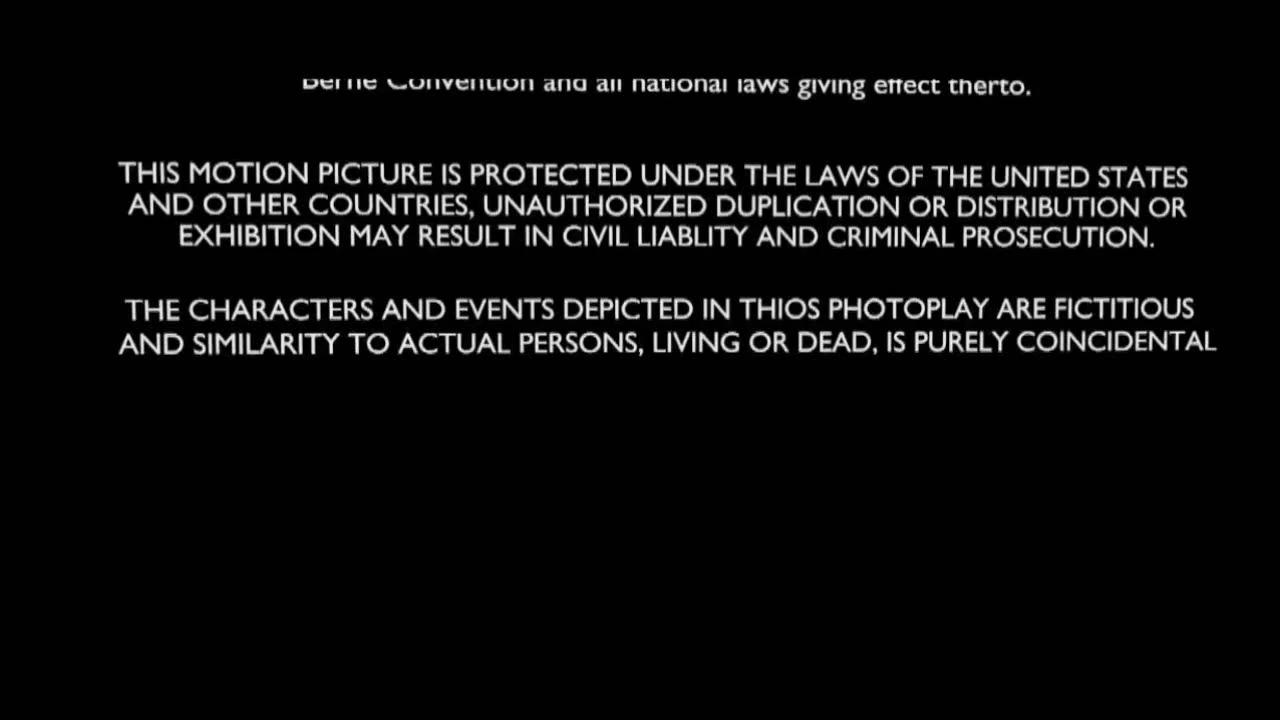 Berne Convention and all national laws giving effect therto.
THIS MOTION PICTURE IS PROTECTED UNDER THE LAWS OF THE UNITED STATES
AND OTHER COUNTRIES, UNAUTHORIZED DUPLICATION OR DISTRIBUTION OR
EXHIBITION MAY RESULT IN CIVIL LIABLITY AND CRIMINAL PROSECUTION.
THE CHARACTERS AND EVENTS DEPICTED IN THIOS PHOTOPLAY ARE FICTITIOUS
AND SIMILARITY TO ACTUAL PERSONS, LIVING OR DEAD, IS PURELY COINCIDENTAL